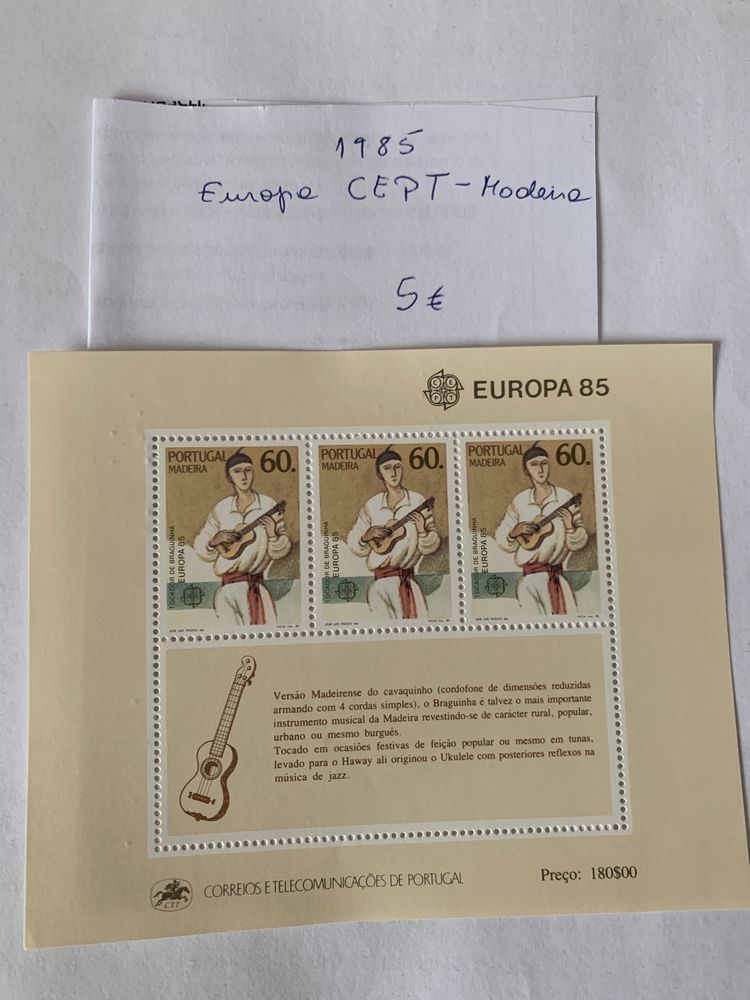 1985
Europa CEPT - Madeira
5€
CEPT EUROPA 85
PORTUGAL
MADEIRA
60.
TOCADOR DE BRAGUINHA
EUROPA 85
PORTUGAL
MADEIRA
60.
TOCADOR DE BRAGUINHA
EUROPA 85
PORTUGAL
MADEIRA
60.
TOCADOR DE BRAGUINHA
EUROPA 85
Versão Madeirense do cavaquinho (cordofone de dimensões reduzidas
armando com 4 cordas simples), o Braguinha é talvez o mais importante
instrumento musical da Madeira revestindo-se de carácter rural, popular,
urbano ou mesmo burguês.
Tocado em ocasiões festivas de feição popular ou mesmo em tunas,
levado para o Haway ali originou o Ukulele com posteriores reflexos na
música de jazz.
CTT
CORREIOS E TELECOMUNICAÇÕES DE PORTUGAL
Preço: 180$00